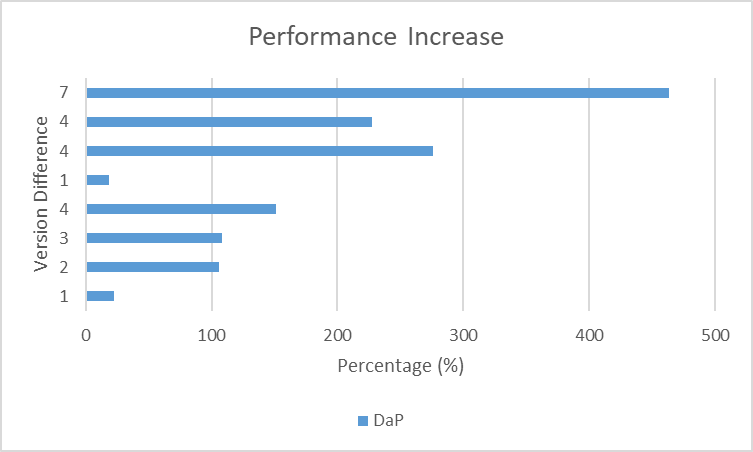 Performance Increase
Version Difference
7
4
4
1
4
3
2
1
0 100 200 300 400 500
Percentage (%)
DaP